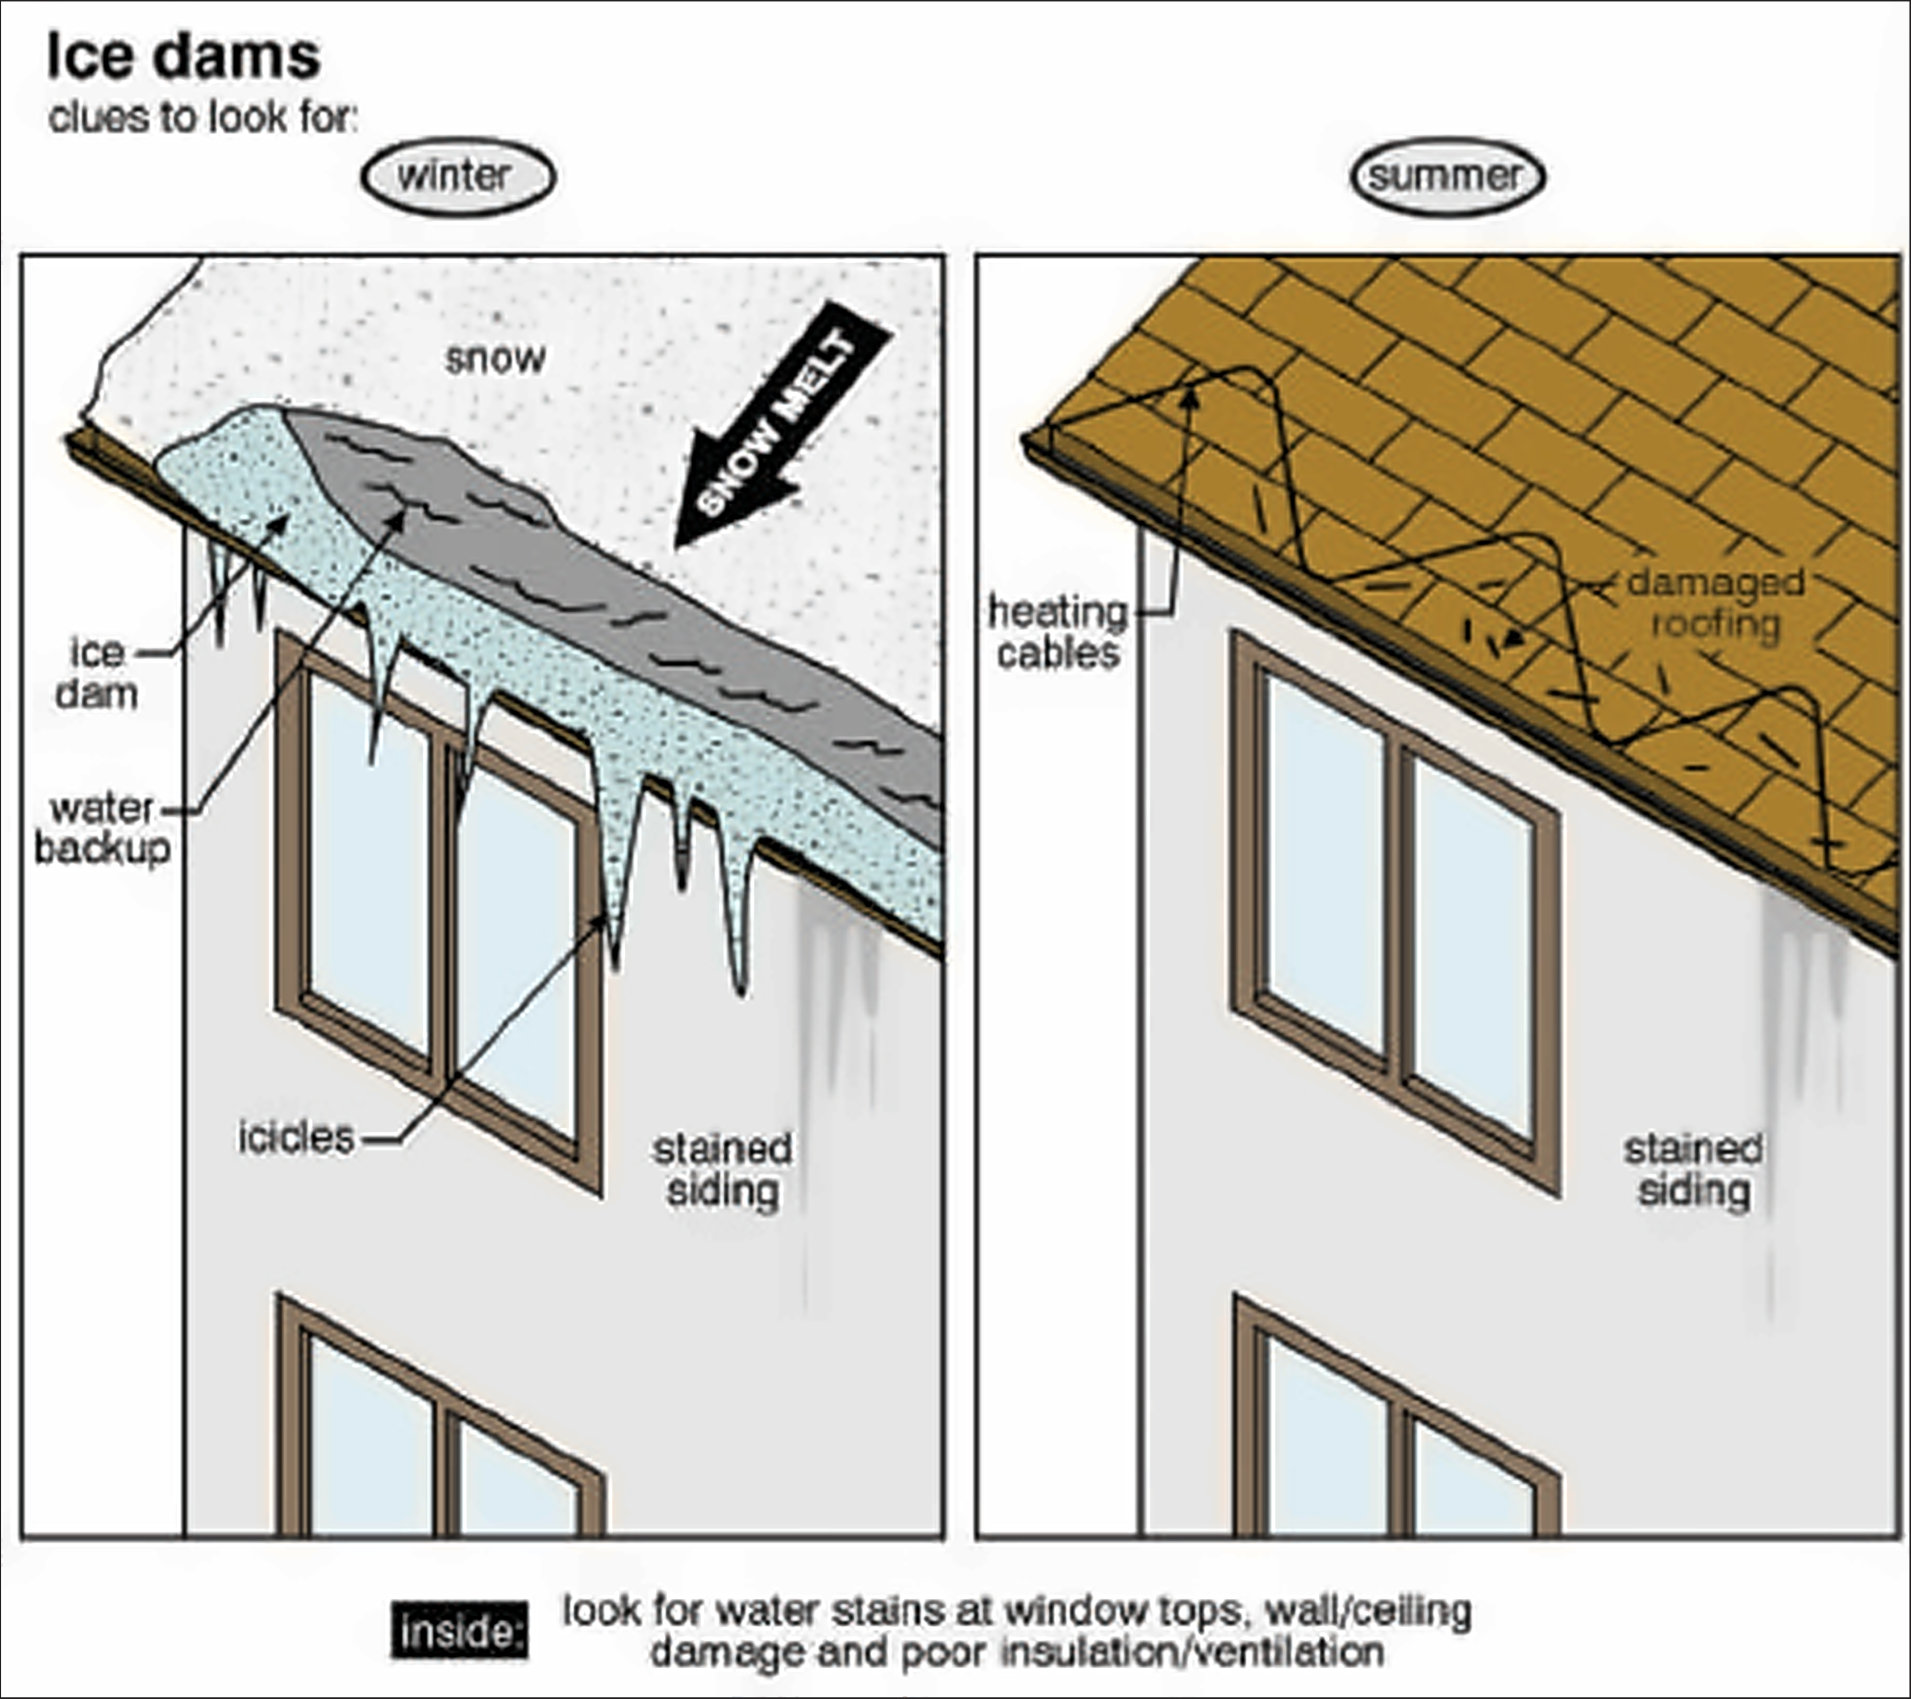 Ice dams
clues to look for:
winter
summer
snow
SNOW MELT
ice
dam
water
backup
icicles
stained
siding
heating
cables
damaged
roofing
stained
siding
inside:
look for water stains at window tops, wall/ceiling
damage and poor insulation/ventilation